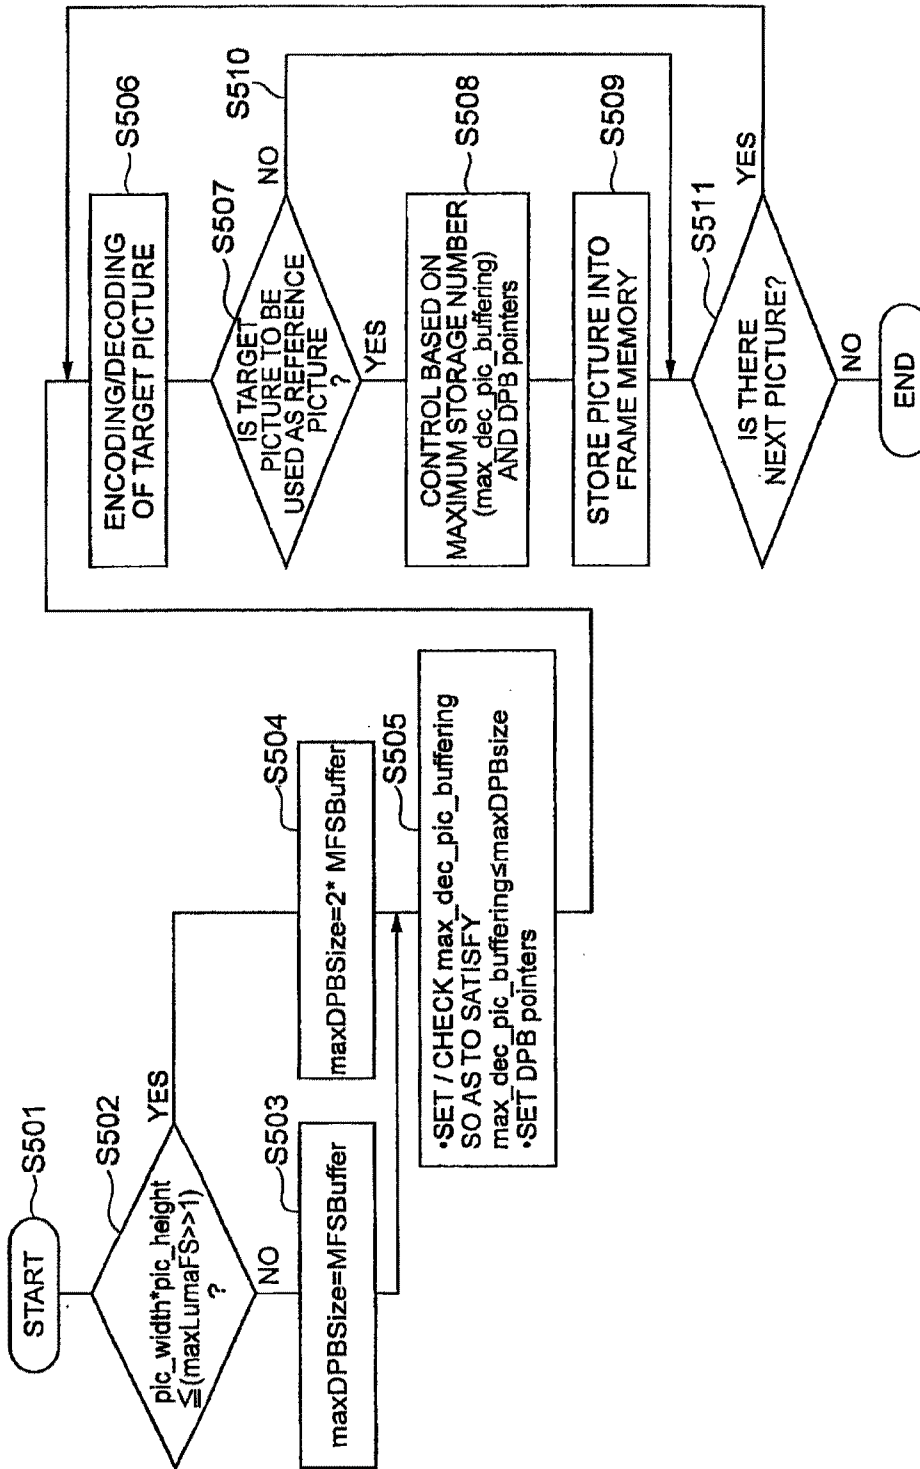 START
S501
pic_width*pic_height
≦(maxLumaFS>>1)
?
S502
YES
NO
maxDPBSize=MFSBuffer
S503
maxDPBSize=2* MFSBuffer
S504
•SET / CHECK max_dec_pic_buffering
SO AS TO SATISFY
max_dec_pic_buffering≤maxDPBsize
•SET DPB pointers
S505
ENCODING/DECODING
OF TARGET PICTURE
S506
IS TARGET
PICTURE TO BE
USED AS REFERENCE
PICTURE
?
S507
NO
S510
YES
CONTROL BASED ON
MAXIMUM STORAGE NUMBER
(max_dec_pic_buffering)
AND DPB pointers
S508
STORE PICTURE INTO
FRAME MEMORY
S509
IS THERE
NEXT PICTURE?
S511
YES
NO
END